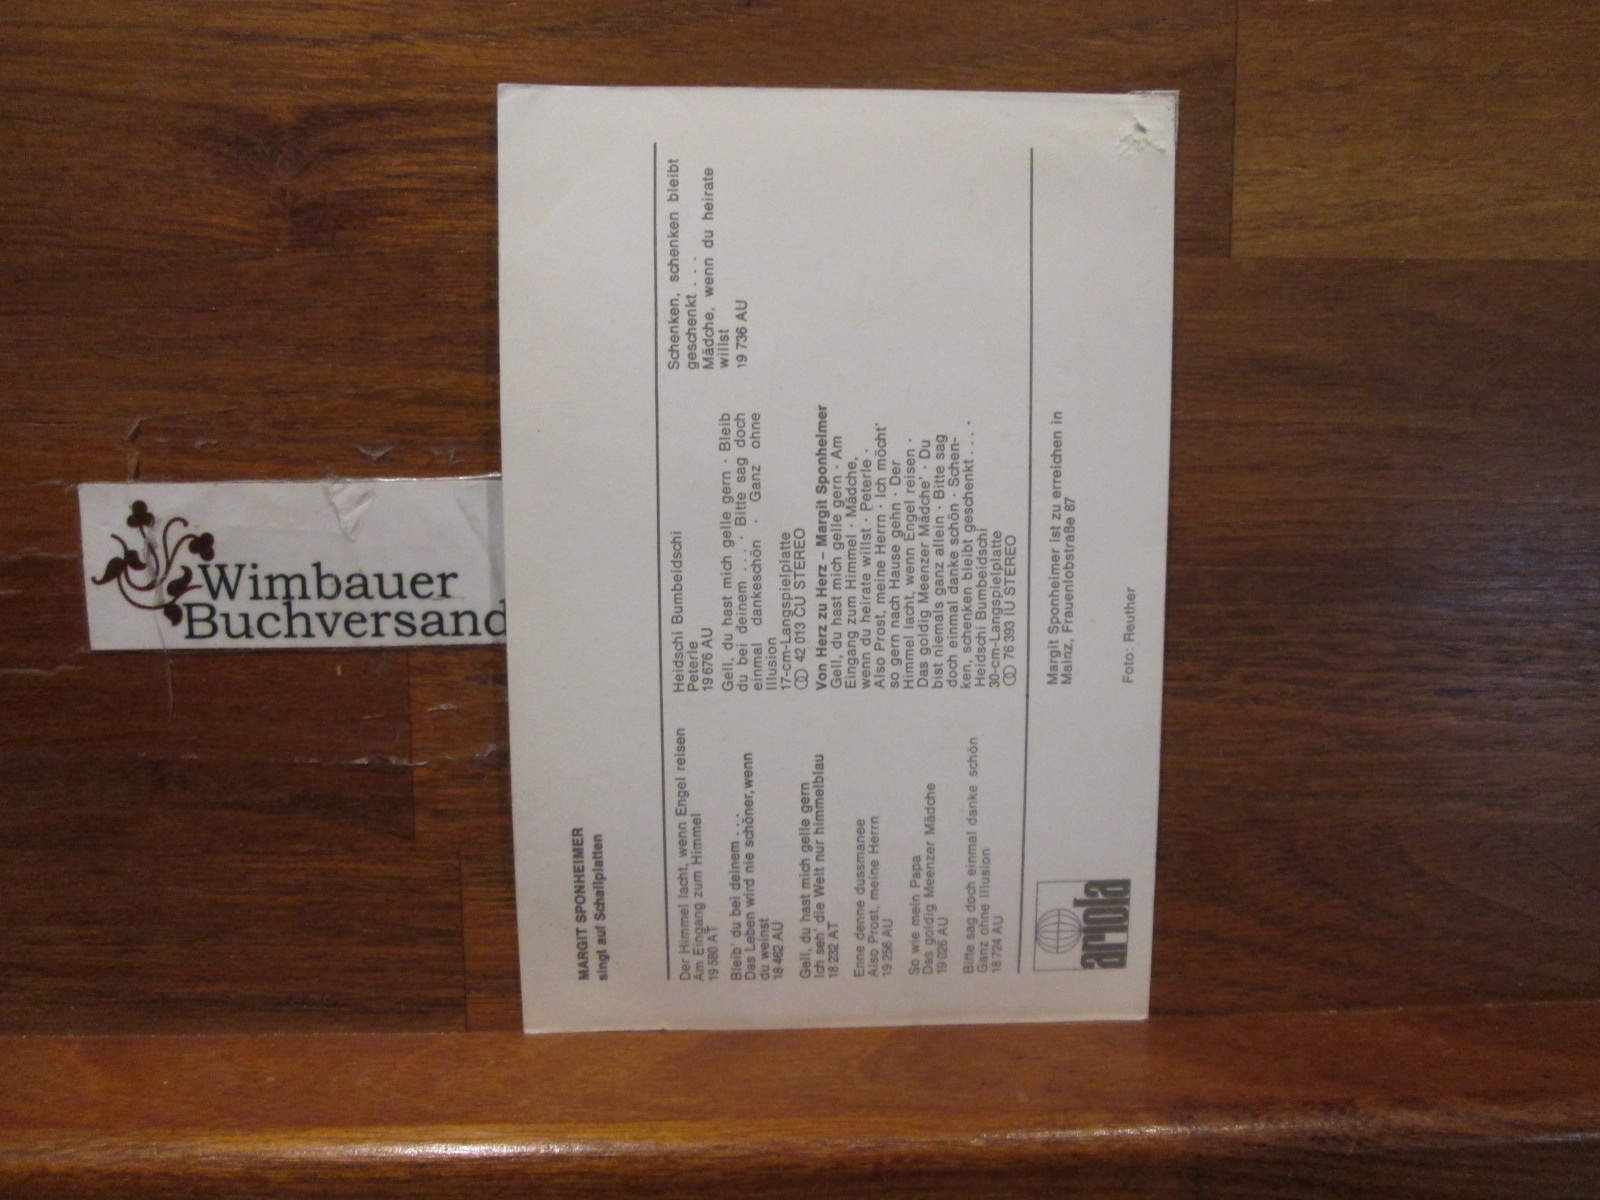 Wimbauer
Buchversand
MARGIT SPONHEIMER
singt auf Schallplatten
Der Himmel lacht, wenn Engel reisen
Am Eingang zum Himmel
19 580 AT
Bleib' du bei deinem . . .
Das Leben wird nie schöner, wenn
du weinst
18 462 AU
Gell, du hast mich gelle gern
Ich seh' die Welt nur himmelblau
18 232 AT
Enne denne dussmanee
Also Prost, meine Herrn
19 256 AU
So wie mein Papa
Das goldig Meenzer Mädche
19 026 AU
Bitte sag doch einmal danke schön
Ganz ohne Illusion
18 724 AU
Heidschi Bumbeidschi
Peterle
19 676 AU
Gell, du hast mich gelle gern · Bleib
du bei deinem . . . · Bitte sag doch
einmal dankeschön · Ganz ohne
Illusion
17-cm-Langspielplatte
42 013 CU STEREO
Von Herz zu Herz – Margit Sponheimer
Gell, du hast mich gelle gern · Am
Eingang zum Himmel · Mädche,
wenn du heirate willst · Peterle ·
Also Prost, meine Herrn · Ich möcht'
so gern nach Hause gehn · Der
Himmel lacht, wenn Engel reisen ·
Das goldig Meenzer Mädche' · Du
bist niemals ganz allein · Bitte sag
doch einmal danke schön · Schen-
ken, schenken bleibt geschenkt . . . ·
Heidschi Bumbeidschi
30-cm-Langspielplatte
76 393 IU STEREO
Schenken, schenken bleibt
geschenkt . . .
Mädche, wenn du heirate
willst
19 736 AU
ariola
Margit Sponheimer ist zu erreichen in
Mainz, Frauenlobstraße 87
Foto: Reuther